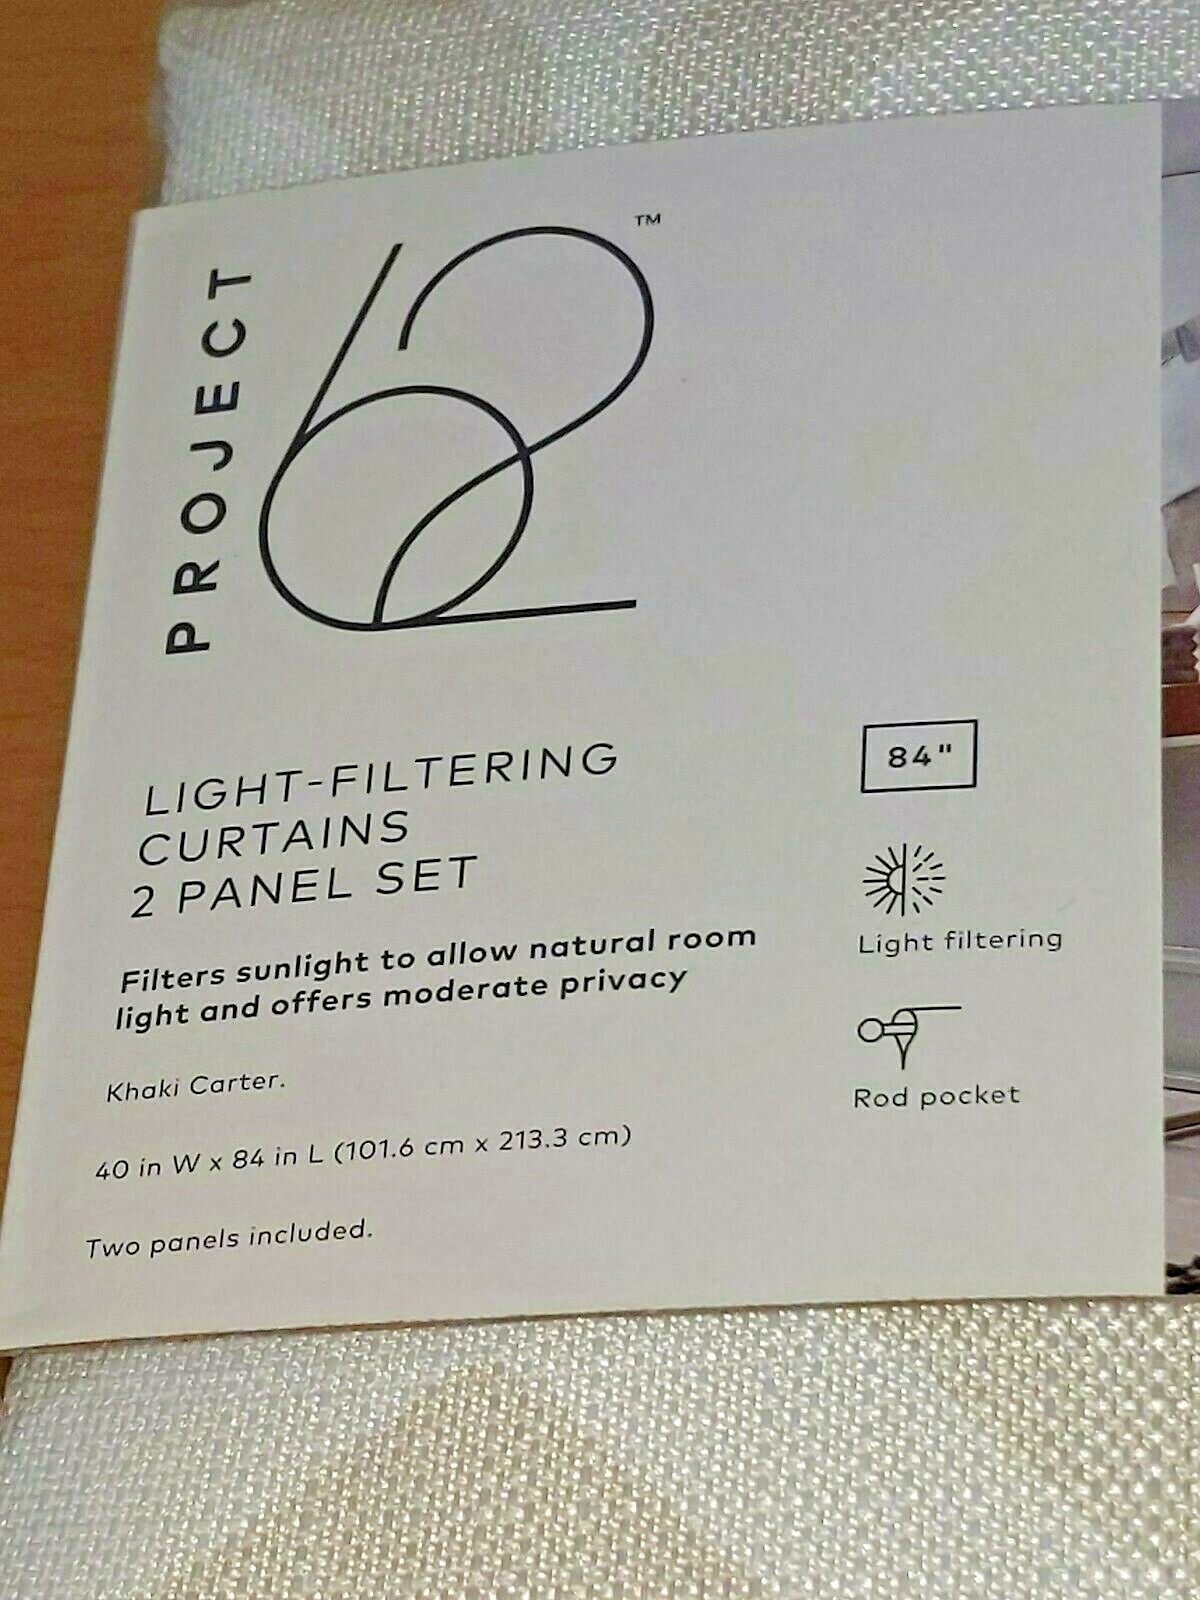 PROJECT
62™
LIGHT-FILTERING
CURTAINS
2 PANEL SET
Filters sunlight to allow natural room
light and offers moderate privacy
Khaki Carter.
40 in W x 84 in L (101.6 cm x 213.3 cm)
Two panels included.
84"
Light filtering
Rod pocket